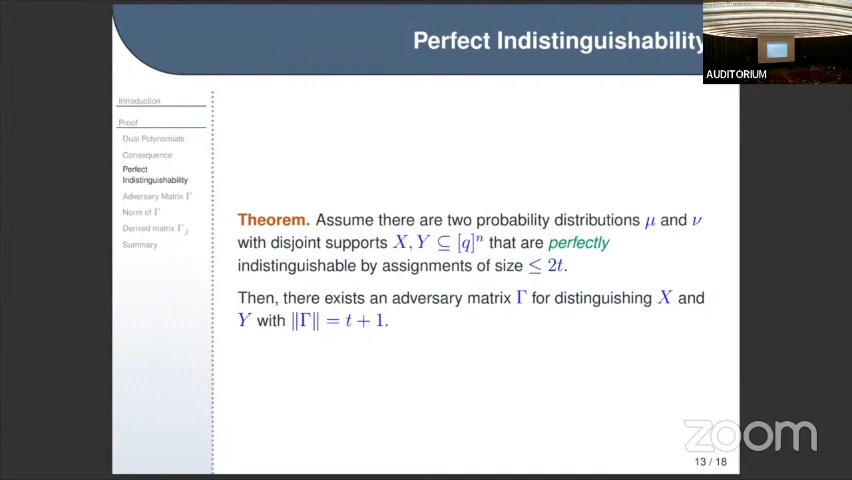 Perfect Indistinguishability
AUDITORIUM
Introduction
Proof
Dual Polynomials
Consequence
Perfect
Indistinguishability
Adversary Matrix Γ
Norm of Γ
Derived matrix Γ_j
Summary
Theorem. Assume there are two probability distributions μ and ν
with disjoint supports X, Y ⊆ [q]^n that are perfectly
indistinguishable by assignments of size ≤ 2t.
Then, there exists an adversary matrix Γ for distinguishing X and
Y with ‖Γ‖ = t + 1.
zoom
13 / 18